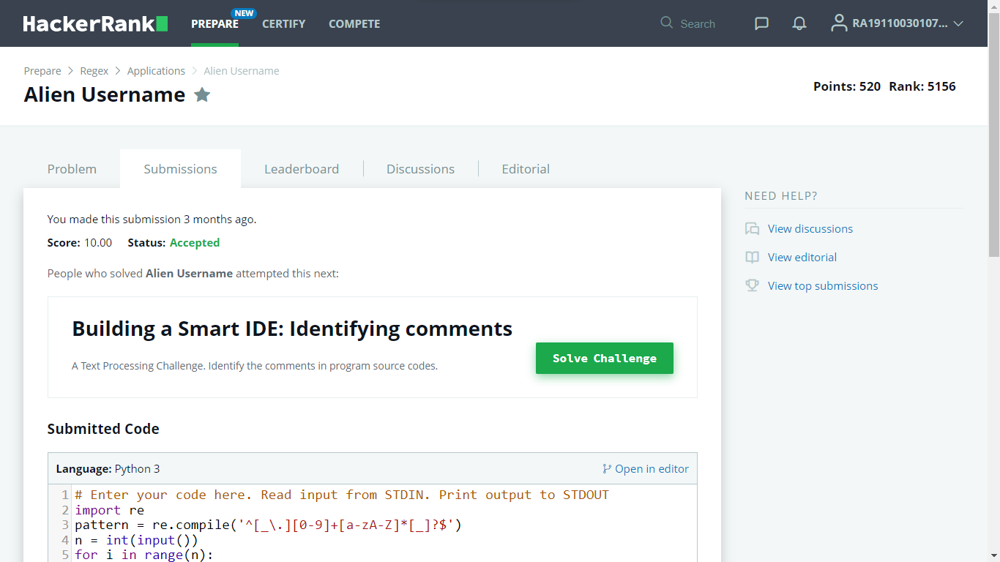 HackerRank PREPARE NEW CERTIFY COMPETE Search RA19110030107...
Prepare Regex Applications Alien Username
Alien Username
Points: 520 Rank: 5156
Problem Submissions Leaderboard Discussions Editorial
You made this submission 3 months ago.
Score: 10.00 Status: Accepted
People who solved Alien Username attempted this next:
Building a Smart IDE: Identifying comments
A Text Processing Challenge. Identify the comments in program source codes.
Solve Challenge
Submitted Code
Language: Python 3 Open in editor
1 # Enter your code here. Read input from STDIN. Print output to STDOUT
2 import re
3 pattern = re.compile('^[_\.][0-9]+[a-zA-Z]*[_]?$')
4 n = int(input())
5 for i in range(n):
NEED HELP?
View discussions
View editorial
View top submissions